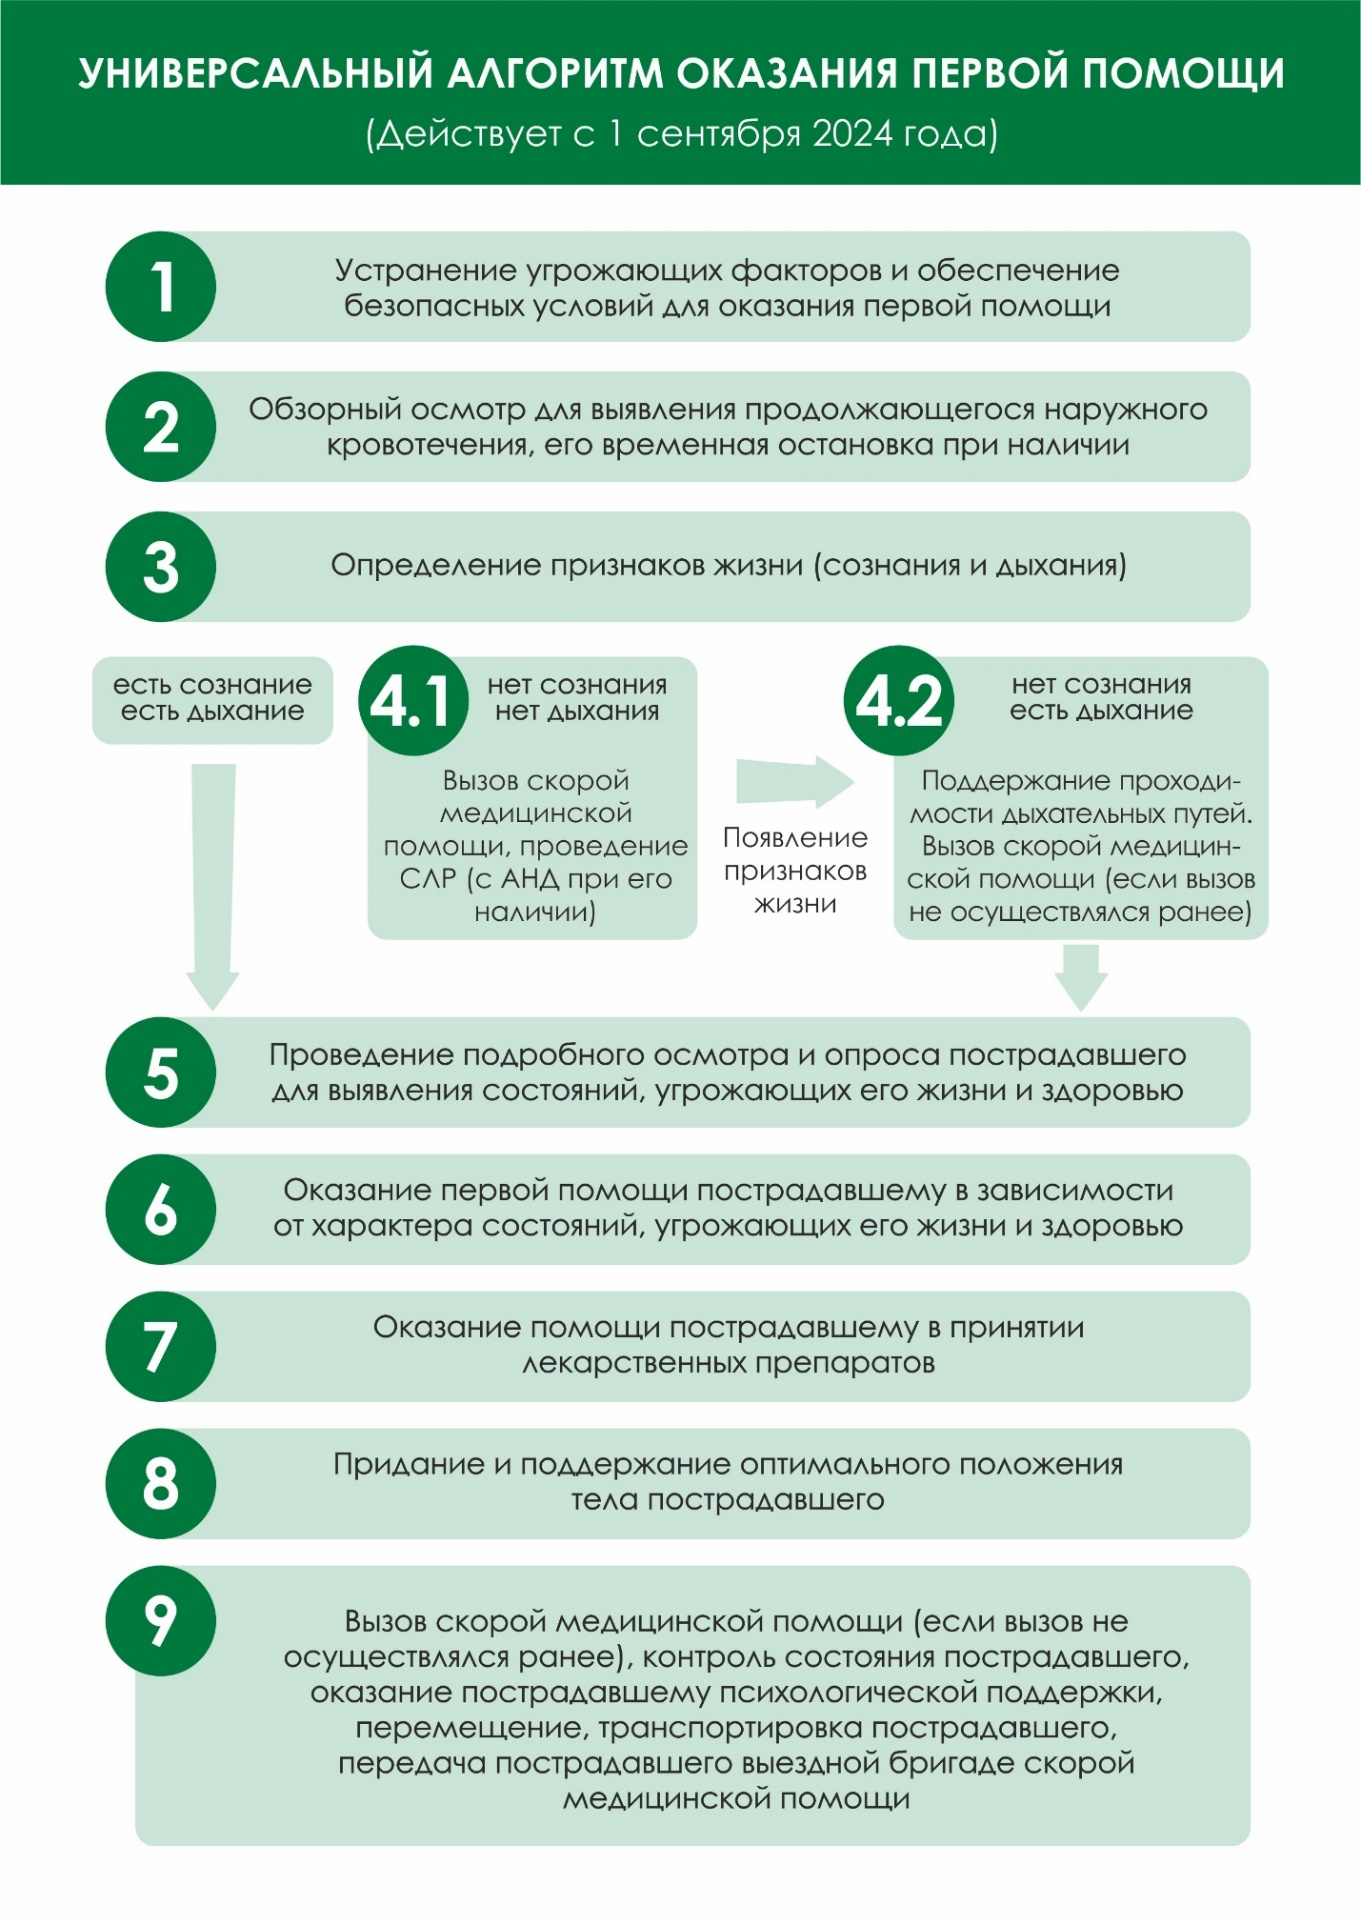 УНИВЕРСАЛЬНЫЙ АЛГОРИТМ ОКАЗАНИЯ ПЕРВОЙ ПОМОЩИ
(Действует с 1 сентября 2024 года)
1
Устранение угрожающих факторов и обеспечение
безопасных условий для оказания первой помощи
2
Обзорный осмотр для выявления продолжающегося наружного
кровотечения, его временная остановка при наличии
3
Определение признаков жизни (сознания и дыхания)
есть сознание
есть дыхание
4.1
нет сознания
нет дыхания
Вызов скорой
медицинской
помощи, проведение
СЛР (с АНД при его
наличии)
Появление
признаков
жизни
4.2
нет сознания
есть дыхание
Поддержание проходи-
мости дыхательных путей.
Вызов скорой медицин-
ской помощи (если вызов
не осуществлялся ранее)
5
Проведение подробного осмотра и опроса пострадавшего
для выявления состояний, угрожающих его жизни и здоровью
6
Оказание первой помощи пострадавшему в зависимости
от характера состояний, угрожающих его жизни и здоровью
7
Оказание помощи пострадавшему в принятии
лекарственных препаратов
8
Придание и поддержание оптимального положения
тела пострадавшего
9
Вызов скорой медицинской помощи (если вызов не
осуществлялся ранее), контроль состояния пострадавшего,
оказание пострадавшему психологической поддержки,
перемещение, транспортировка пострадавшего,
передача пострадавшего выездной бригаде скорой
медицинской помощи